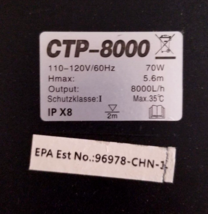 CTP-8000
110-120V/60Hz 70W
Hmax: 5.6m
Output: 8000L/h
Schutzklasse:I Max.35℃
IP X8 2m
EPA Est No.:96978-CHN-1